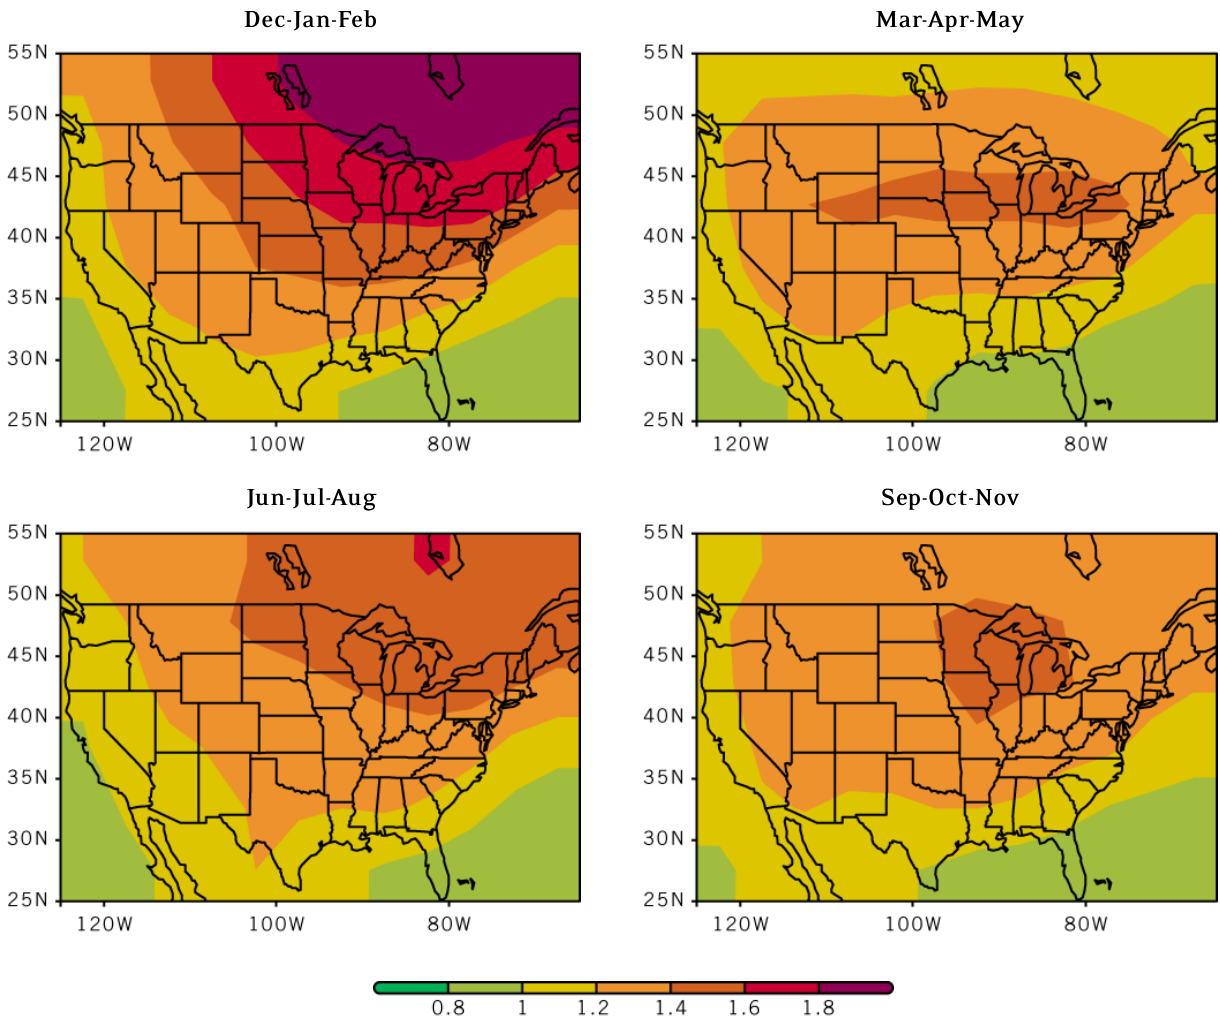 Dec-Jan-Feb Mar-Apr-May
55N 55N
50N 50N
45N 45N
40N 40N
35N 35N
30N 30N
25N 25N
120W 100W 80W 120W 100W 80W
Jun-Jul-Aug Sep-Oct-Nov
55N 55N
50N 50N
45N 45N
40N 40N
35N 35N
30N 30N
25N 25N
120W 100W 80W 120W 100W 80W
0.8 1 1.2 1.4 1.6 1.8